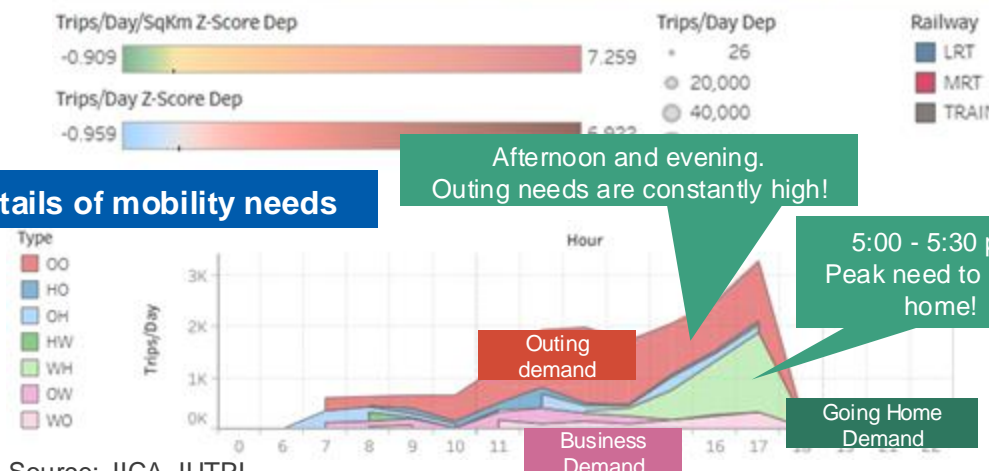 Trips/Day/SqKm Z-Score Dep
-0.909
7.259
Trips/Day Z-Score Dep
-0.959
Trips/Day Dep
26
20,000
40,000
Railway
LRT
MRT
TRAIN
Afternoon and evening.
Outing needs are constantly high!
tails of mobility needs
5:00 - 5:30 p
Peak need to
home!
Type
OO
HO
OH
HW
WH
OW
WO
Hour
Trips/Day
3K
2K
1K
0K
Outing
demand
Going Home
Demand
Business
Demand
0 6 7 8 9 10 11 16 17
Source: JICA, JUTPI